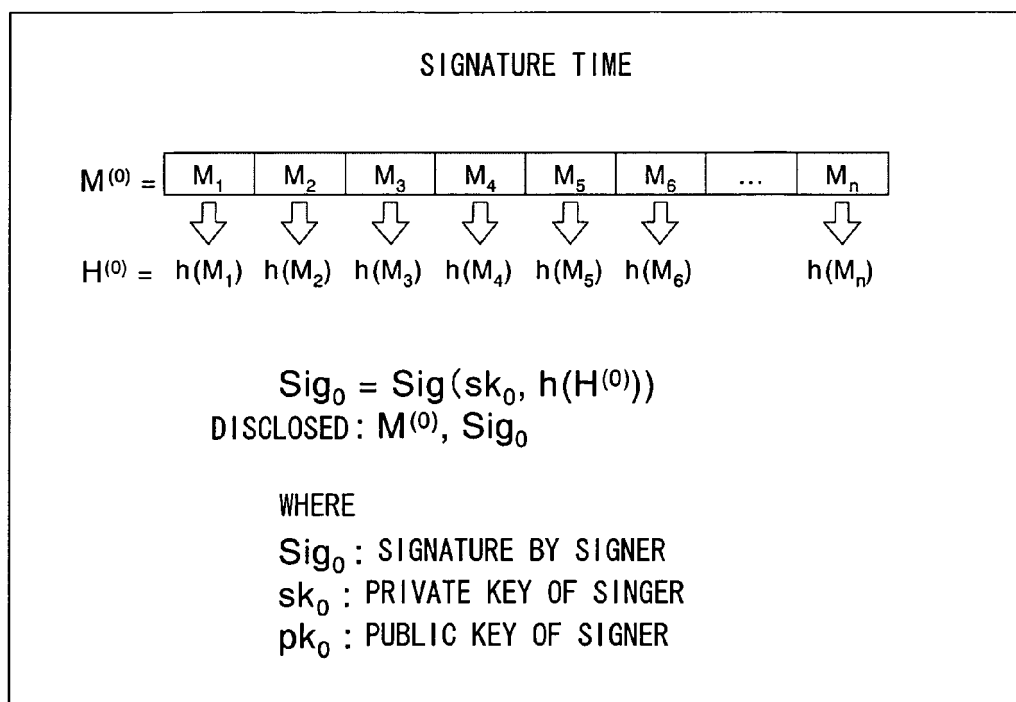 SIGNATURE TIME
M⁽⁰⁾ = M₁ M₂ M₃ M₄ M₅ M₆ ... Mₙ
H⁽⁰⁾ = h(M₁) h(M₂) h(M₃) h(M₄) h(M₅) h(M₆) h(Mₙ)
Sig₀ = Sig(sk₀, h(H⁽⁰⁾))
DISCLOSED: M⁽⁰⁾, Sig₀
WHERE
Sig₀: SIGNATURE BY SIGNER
sk₀: PRIVATE KEY OF SINGER
pk₀: PUBLIC KEY OF SIGNER